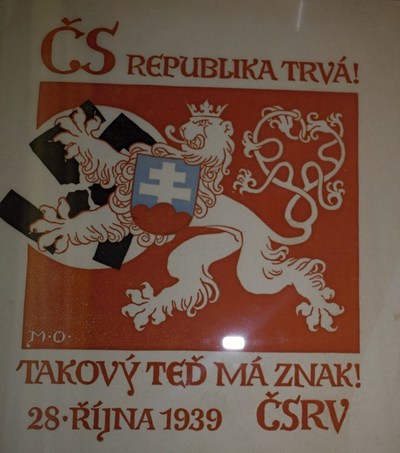 ČS REPUBLIKA TRVÁ!
M·O·
TAKOVÝ TEĎ MÁ ZNAK!
28·ŘÍJNA 1939 ČSRV